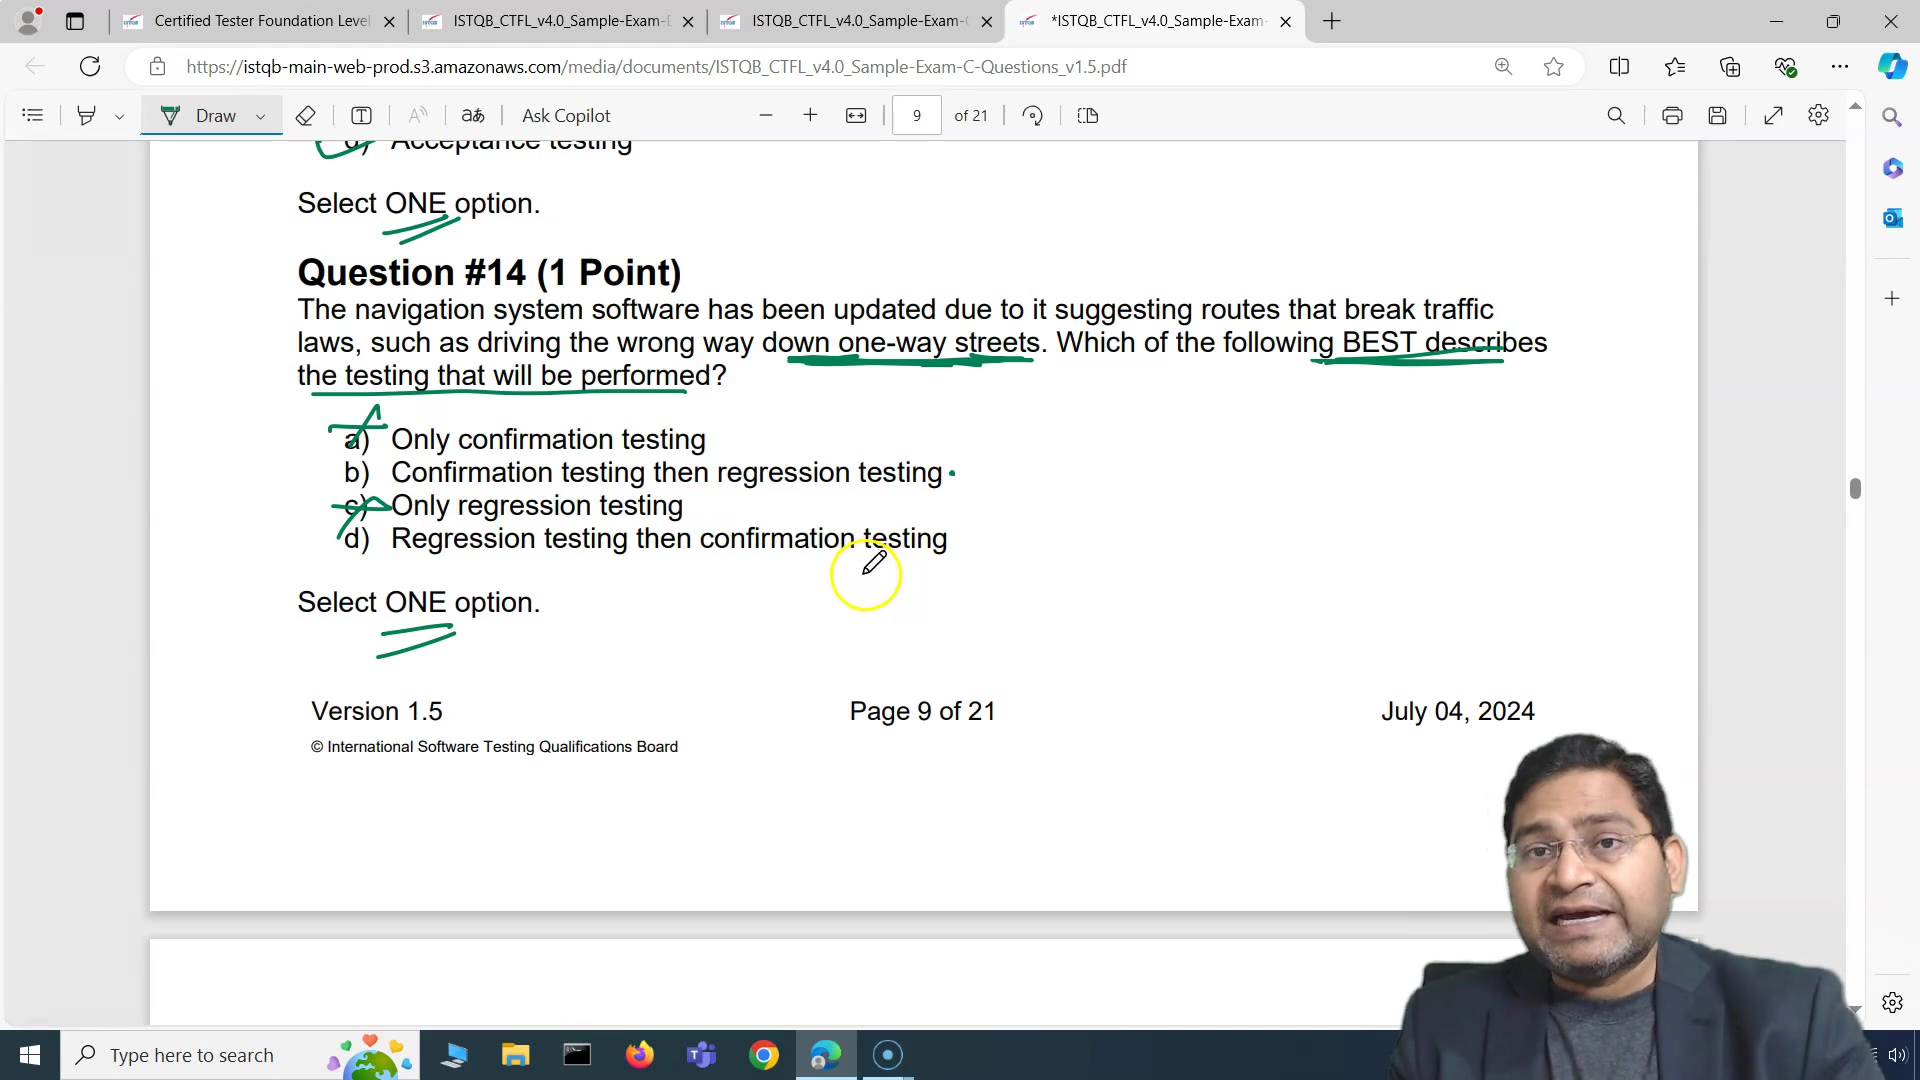 Certified Tester Foundation Level
ISTQB_CTFL_v4.0_Sample-Exam-
ISTQB_CTFL_v4.0_Sample-Exam-
*ISTQB_CTFL_v4.0_Sample-Exam-
https://istqb-main-web-prod.s3.amazonaws.com/media/documents/ISTQB_CTFL_v4.0_Sample-Exam-C-Questions_v1.5.pdf
Draw
aあ
Ask Copilot
9 of 21
d) Acceptance testing
Select ONE option.
Question #14 (1 Point)
The navigation system software has been updated due to it suggesting routes that break traffic
laws, such as driving the wrong way down one-way streets. Which of the following BEST describes
the testing that will be performed?
a) Only confirmation testing
b) Confirmation testing then regression testing
c) Only regression testing
d) Regression testing then confirmation testing
Select ONE option.
Version 1.5 Page 9 of 21 July 04, 2024
© International Software Testing Qualifications Board
Type here to search